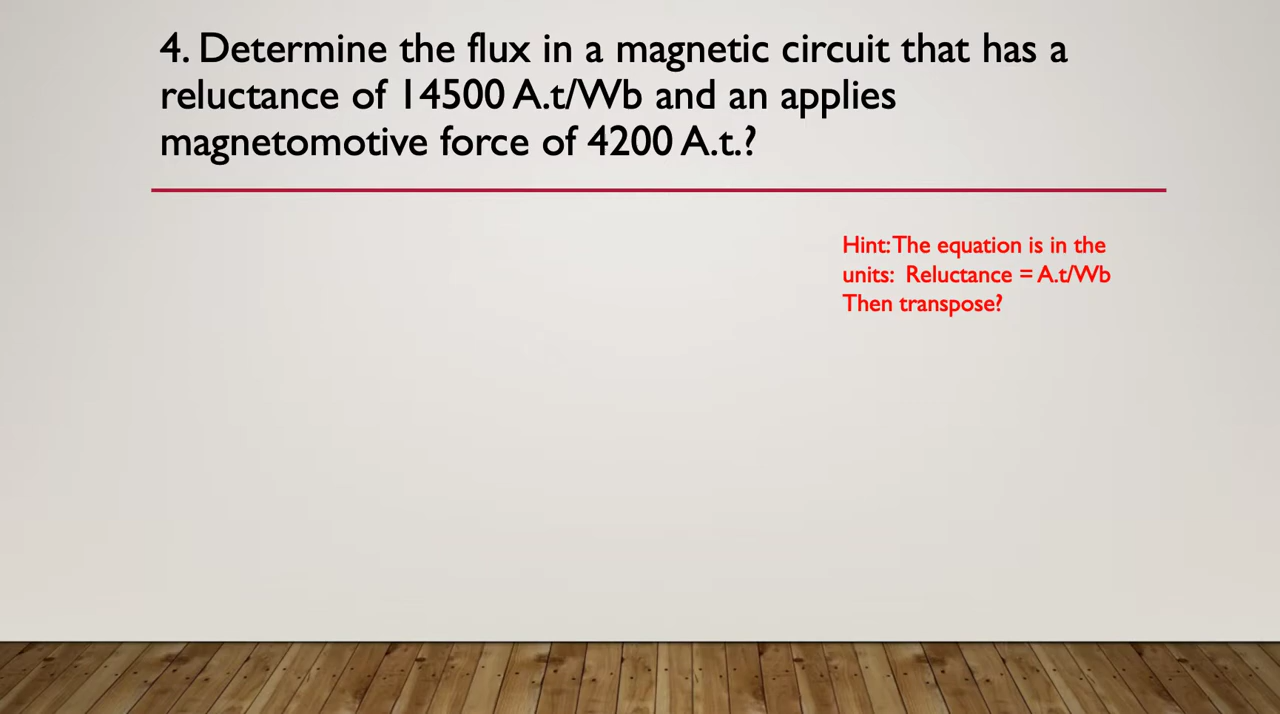 4. Determine the flux in a magnetic circuit that has a
reluctance of 14500 A.t/Wb and an applies
magnetomotive force of 4200 A.t.?
Hint: The equation is in the
units: Reluctance = A.t/Wb
Then transpose?